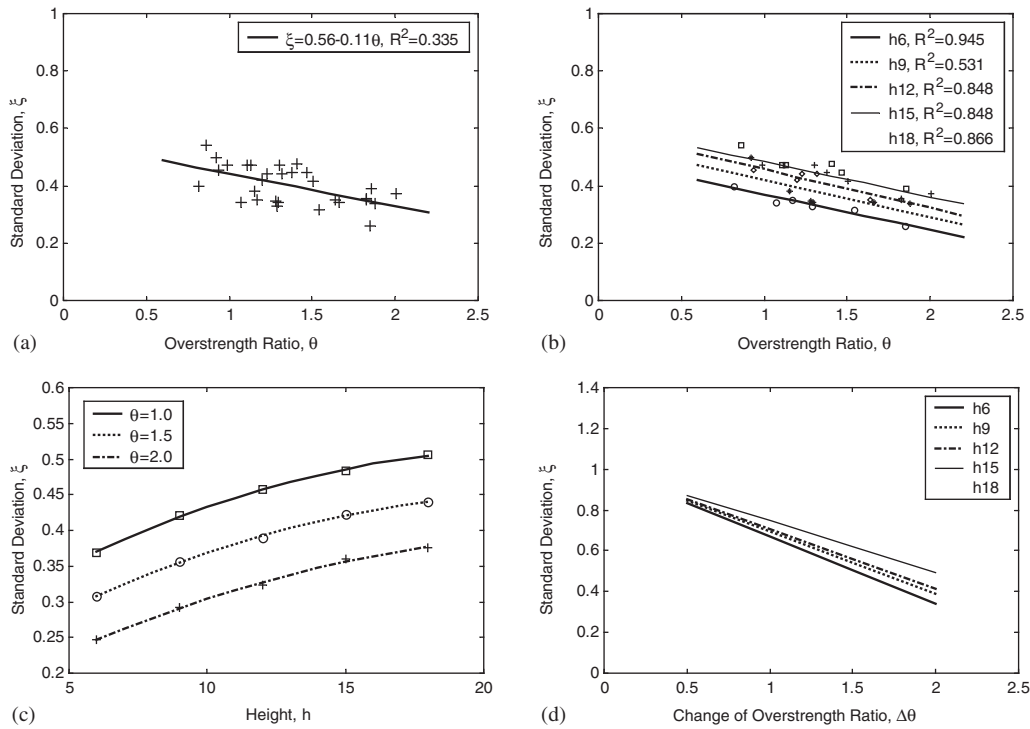 1
0.8
0.6
0.4
0.2
0
Standard Deviation, ξ
ξ=0.56-0.11θ, R²=0.335
0 0.5 1 1.5 2 2.5
(a)
Overstrength Ratio, θ
1
0.8
0.6
0.4
0.2
0
Standard Deviation, ξ
h6, R²=0.945
h9, R²=0.531
h12, R²=0.848
h15, R²=0.848
h18, R²=0.866
0 0.5 1 1.5 2 2.5
(b)
Overstrength Ratio, θ
0.6
0.55
0.5
0.45
0.4
0.35
0.3
0.25
0.2
Standard Deviation, ξ
θ=1.0
θ=1.5
θ=2.0
5 10 15 20
(c)
Height, h
1.4
1.2
1
0.8
0.6
0.4
0.2
0
Standard Deviation, ξ
h6
h9
h12
h15
h18
0 0.5 1 1.5 2 2.5
(d)
Change of Overstrength Ratio, Δθ